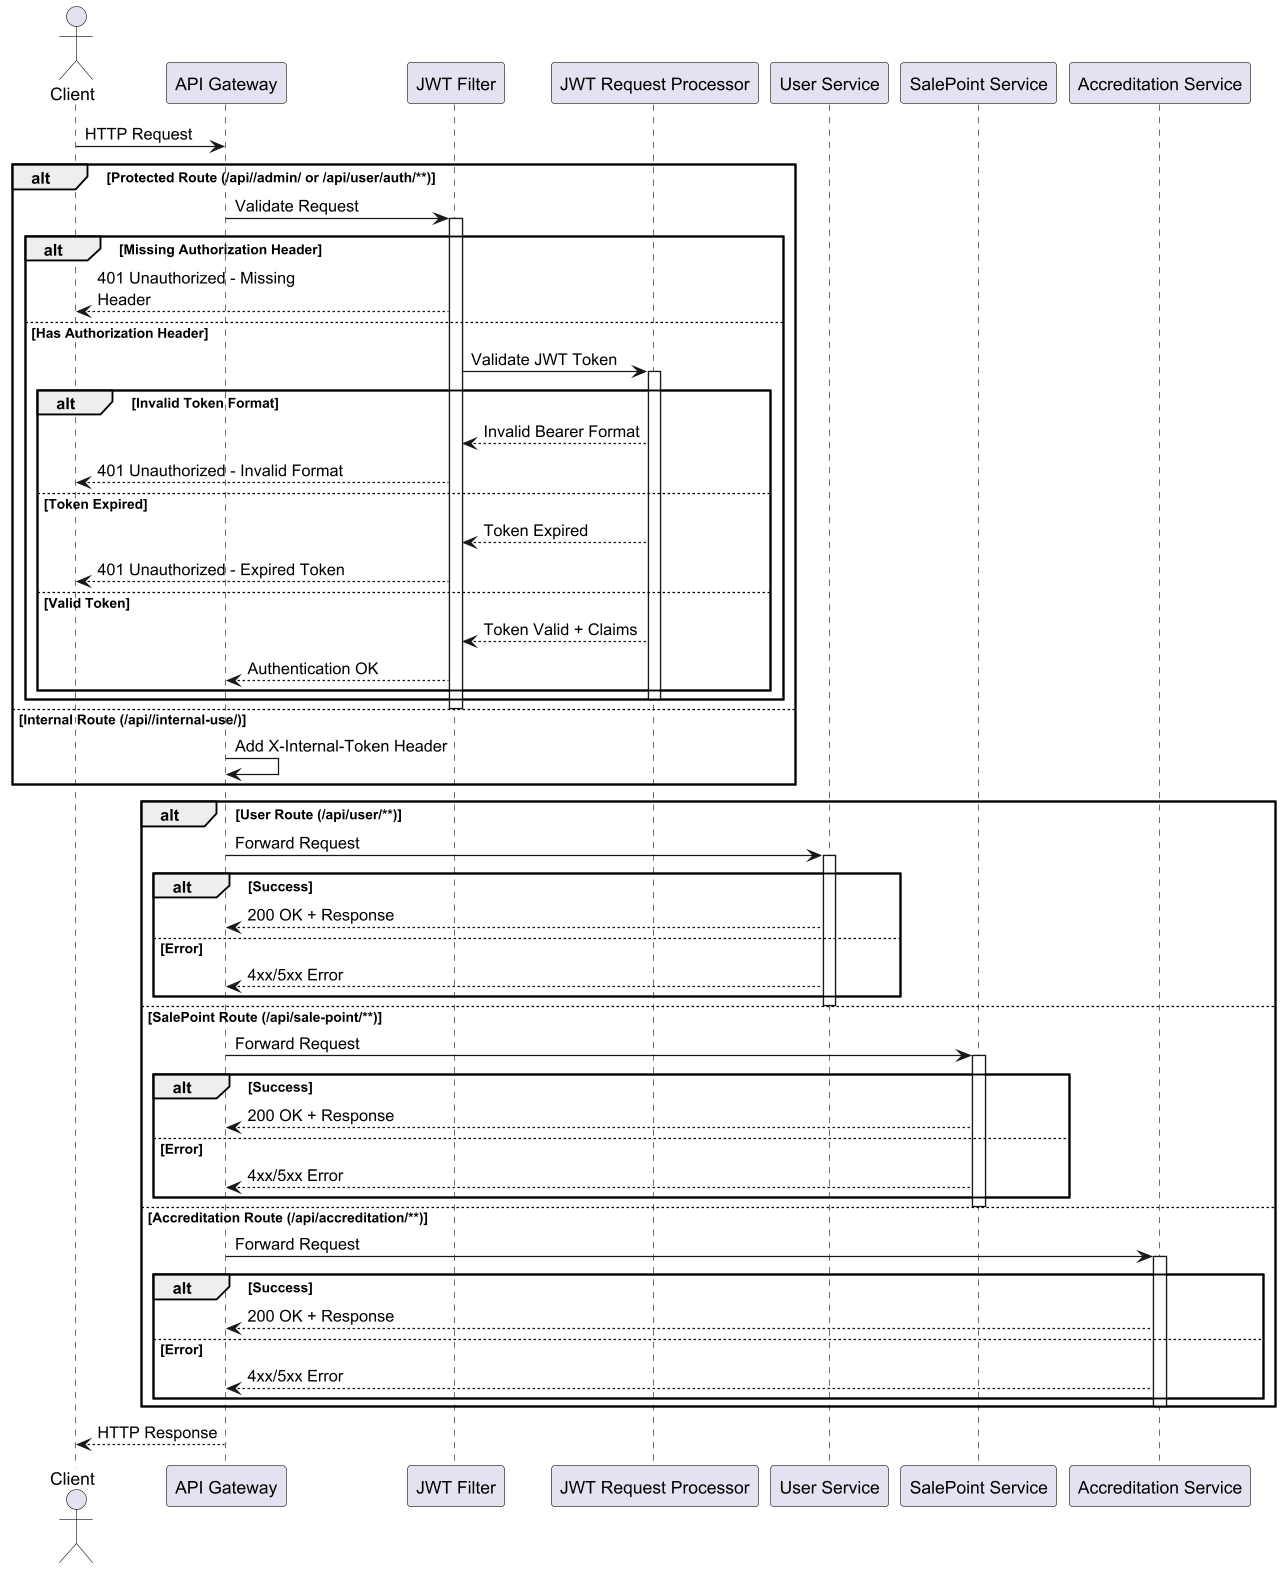 Client
API Gateway
JWT Filter
JWT Request Processor
User Service
SalePoint Service
Accreditation Service
HTTP Request
alt
[Protected Route (/api//admin/ or /api/user/auth/**)]
Validate Request
alt
[Missing Authorization Header]
401 Unauthorized - Missing
Header
[Has Authorization Header]
Validate JWT Token
alt
[Invalid Token Format]
Invalid Bearer Format
401 Unauthorized - Invalid Format
[Token Expired]
Token Expired
401 Unauthorized - Expired Token
[Valid Token]
Token Valid + Claims
Authentication OK
[Internal Route (/api//internal-use/)]
Add X-Internal-Token Header
alt
[User Route (/api/user/**)]
Forward Request
alt
[Success]
200 OK + Response
[Error]
4xx/5xx Error
[SalePoint Route (/api/sale-point/**)]
Forward Request
alt
[Success]
200 OK + Response
[Error]
4xx/5xx Error
[Accreditation Route (/api/accreditation/**)]
Forward Request
alt
[Success]
200 OK + Response
[Error]
4xx/5xx Error
HTTP Response
Client
API Gateway
JWT Filter
JWT Request Processor
User Service
SalePoint Service
Accreditation Service